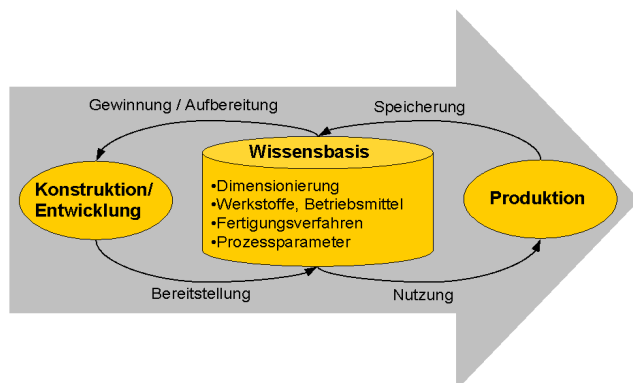 Gewinnung / Aufbereitung
Speicherung
Wissensbasis
Konstruktion/
Entwicklung
•Dimensionierung
•Werkstoffe, Betriebsmittel
•Fertigungsverfahren
•Prozessparameter
Produktion
Bereitstellung
Nutzung